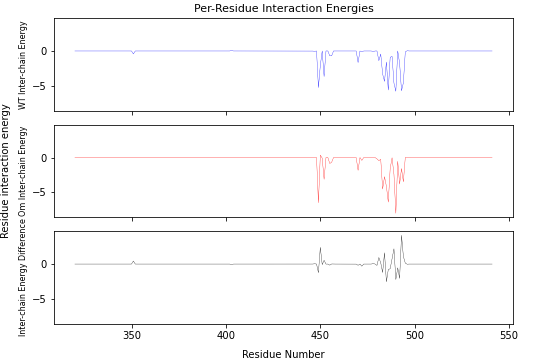 Per-Residue Interaction Energies
Residue interaction energy
WT Inter-chain Energy
0
−5
Om Inter-chain Energy
0
−5
Inter-chain Energy Difference
0
−5
350
400
450
500
550
Residue Number